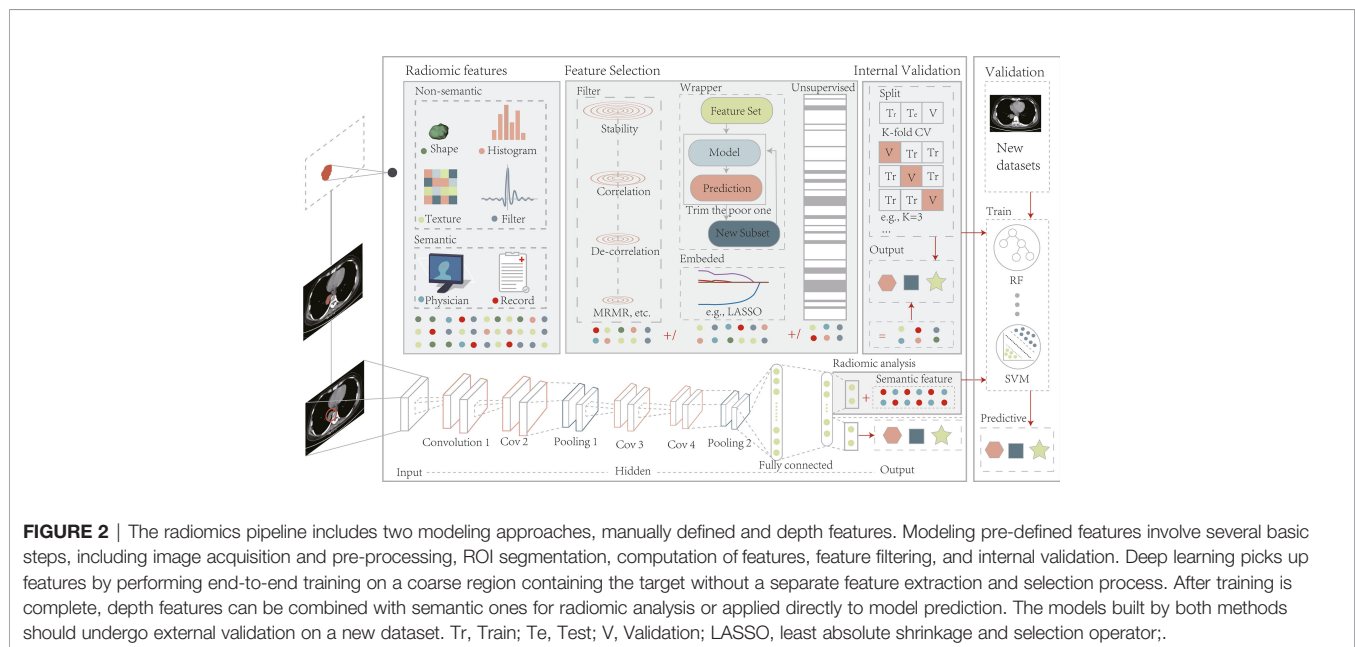 Radiomic features
Non-semantic
Shape
Histogram
Texture
Filter
Semantic
Physician
Record
Feature Selection
Filter
Stability
Correlation
De-correlation
MRMR, etc.
+/
Wrapper
Feature Set
Model
Prediction
Trim the poor one
New Subset
Embeded
e.g., LASSO
+/
Unsupervised
Internal Validation
Split
Tr Te V
K-fold CV
V Tr Tr
Tr V Tr
Tr Tr V
e.g., K=3
...
Output
=
Validation
New
datasets
Train
RF
SVM
Predictive
Radiomic analysis
Semantic feature
+
Convolution 1
Cov 2
Pooling 1
Cov 3
Cov 4
Pooling 2
Fully connected
Input
Hidden
Output
FIGURE 2 | The radiomics pipeline includes two modeling approaches, manually defined and depth features. Modeling pre-defined features involve several basic
steps, including image acquisition and pre-processing, ROI segmentation, computation of features, feature filtering, and internal validation. Deep learning picks up
features by performing end-to-end training on a coarse region containing the target without a separate feature extraction and selection process. After training is
complete, depth features can be combined with semantic ones for radiomic analysis or applied directly to model prediction. The models built by both methods
should undergo external validation on a new dataset. Tr, Train; Te, Test; V, Validation; LASSO, least absolute shrinkage and selection operator;.